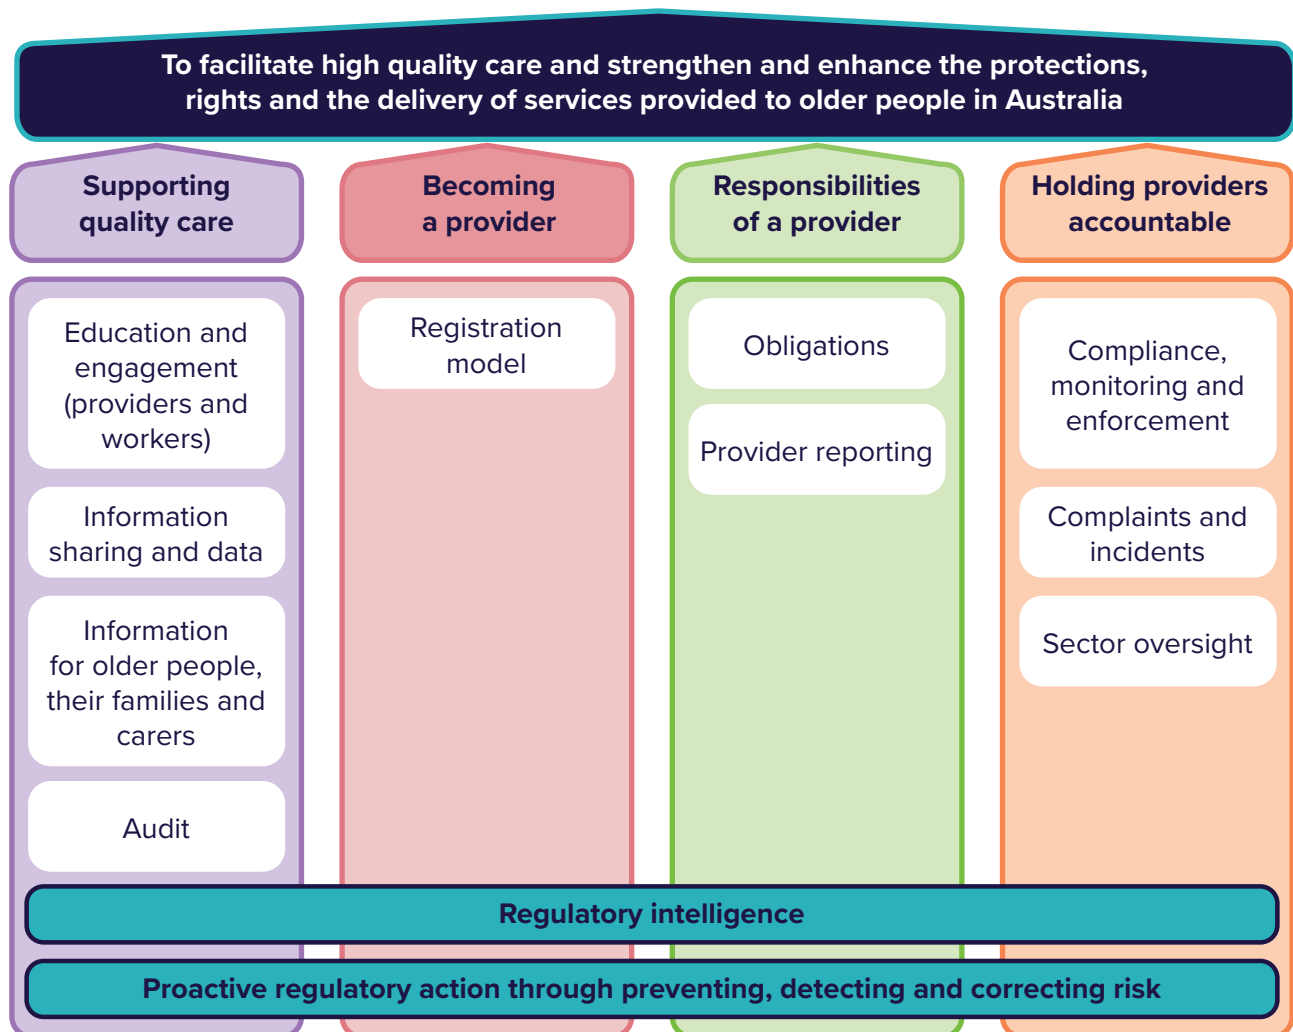 To facilitate high quality care and strengthen and enhance the protections,
rights and the delivery of services provided to older people in Australia
Supporting
quality care
Education and
engagement
(providers and
workers)
Information
sharing and data
Information
for older people,
their families and
carers
Audit
Becoming
a provider
Registration
model
Responsibilities
of a provider
Obligations
Provider reporting
Holding providers
accountable
Compliance,
monitoring and
enforcement
Complaints and
incidents
Sector oversight
Regulatory intelligence
Proactive regulatory action through preventing, detecting and correcting risk